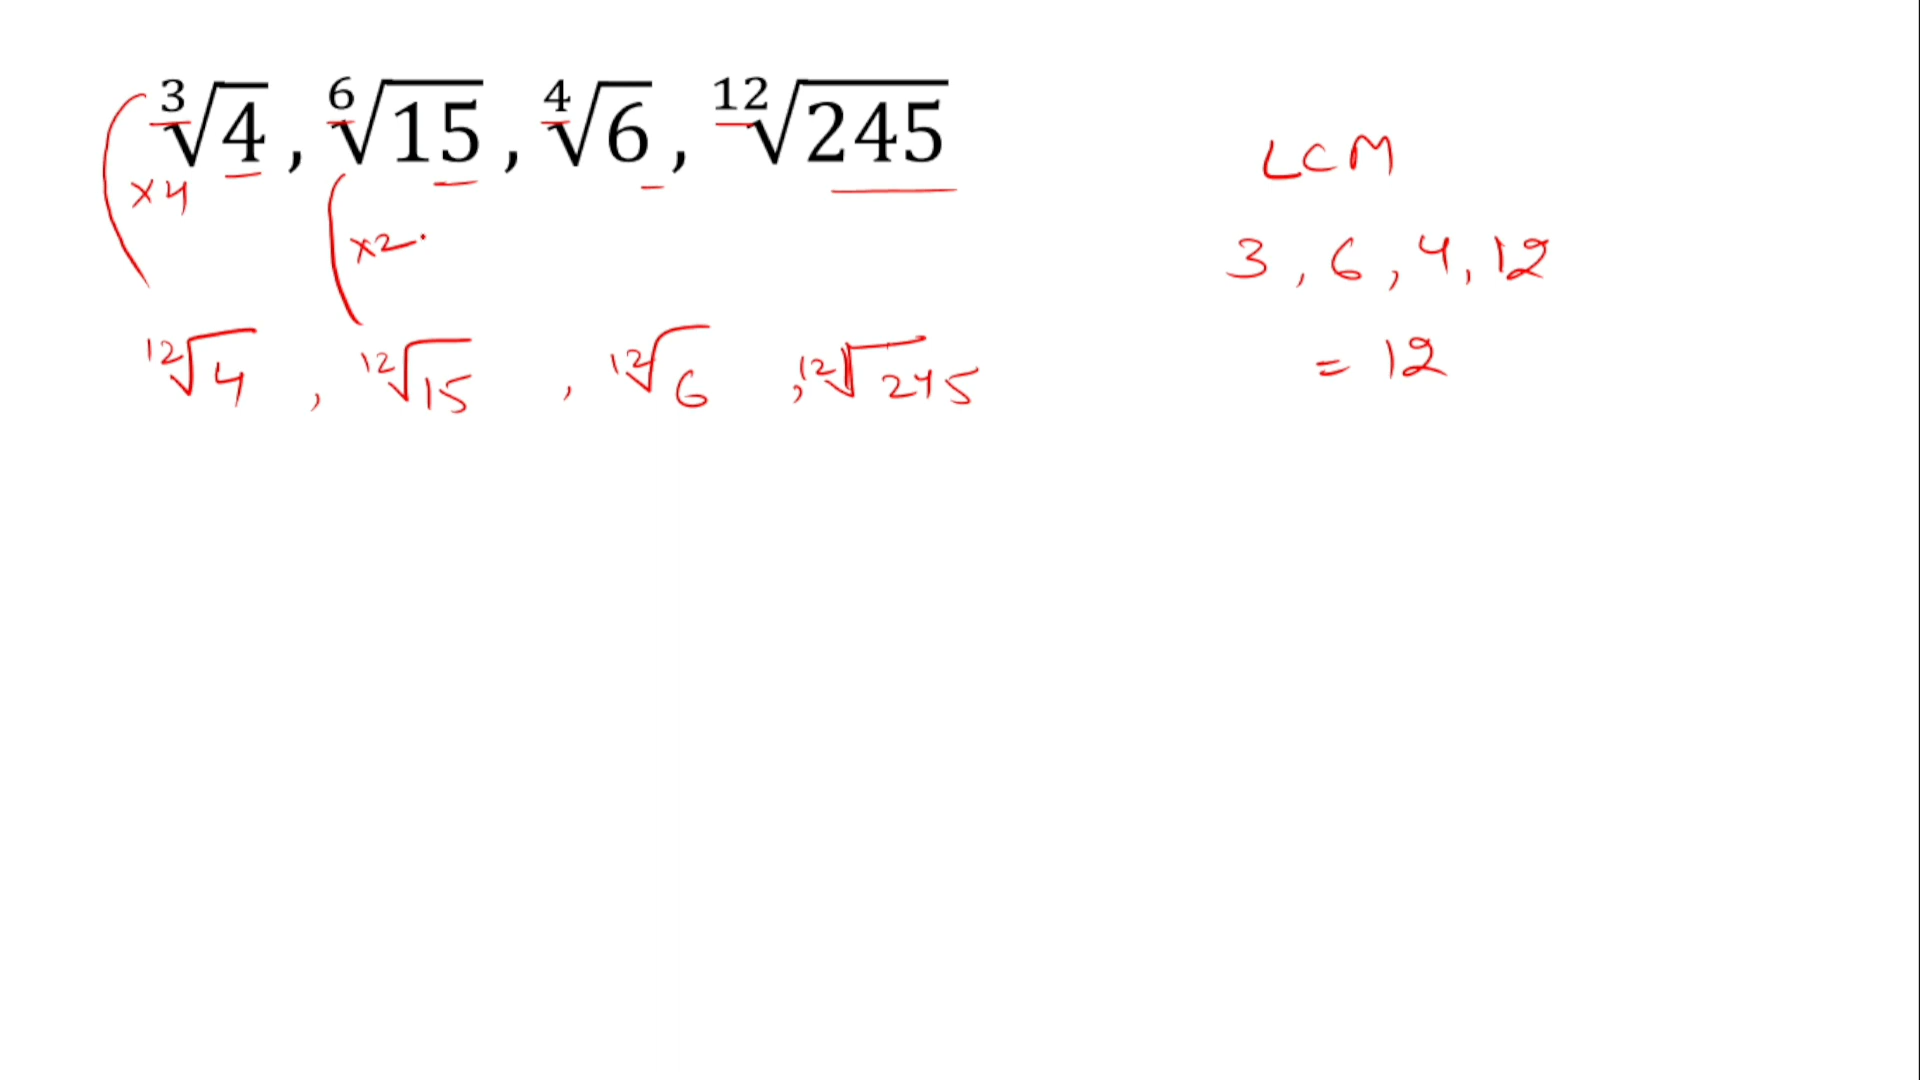 ∛4, ⁶√15, ⁴√6, ¹²√245
×4
×2
¹²√4, ¹²√15, ¹²√6, ¹²√245
LCM
3, 6, 4, 12
= 12